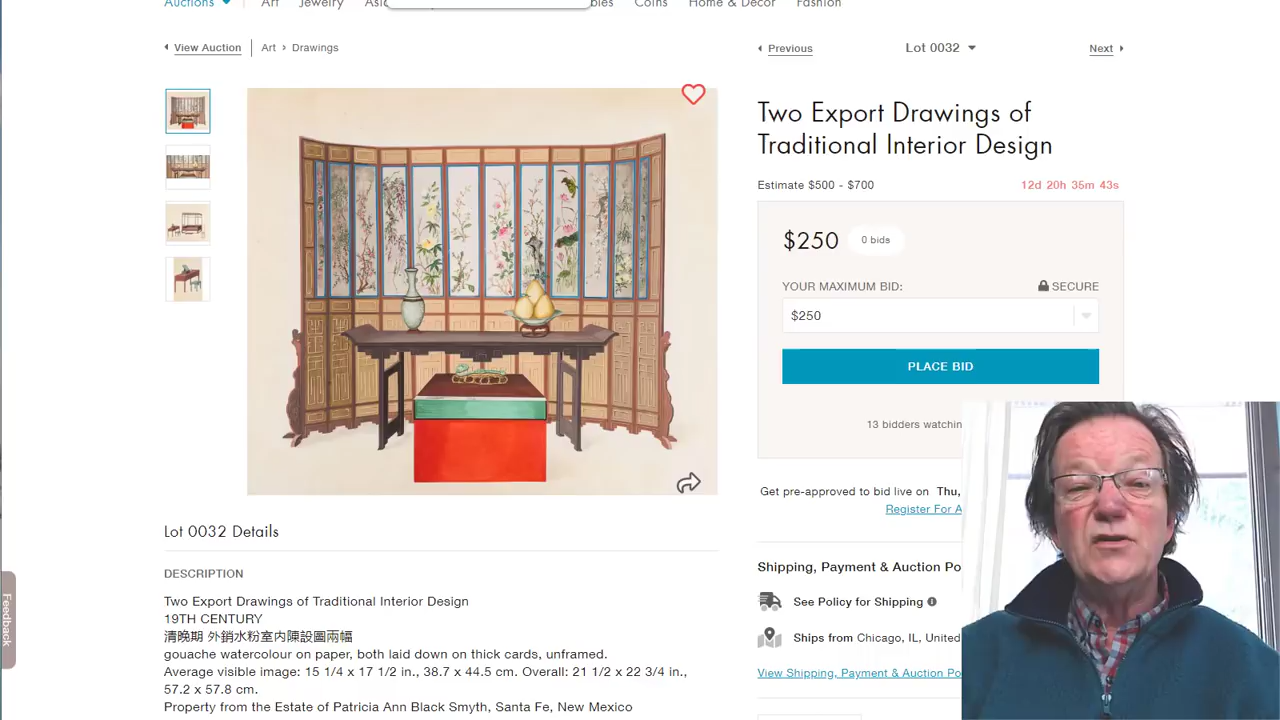 Auctions
Art
Jewelry
Coins
Home & Decor
Fashion
View Auction
Art > Drawings
Previous
Lot 0032
Next
Two Export Drawings of
Traditional Interior Design
Estimate $500 - $700
12d 20h 35m 43s
$250
0 bids
YOUR MAXIMUM BID:
SECURE
$250
PLACE BID
13 bidders watchin
Get pre-approved to bid live on Thu,
Register For A
Lot 0032 Details
DESCRIPTION
Shipping, Payment & Auction Po
Two Export Drawings of Traditional Interior Design
See Policy for Shipping
19TH CENTURY
清晚期 外銷水粉室内陳設圖兩幅
Ships from Chicago, IL, United
gouache watercolour on paper, both laid down on thick cards, unframed.
Average visible image: 15 1/4 x 17 1/2 in., 38.7 x 44.5 cm. Overall: 21 1/2 x 22 3/4 in.,
57.2 x 57.8 cm.
View Shipping, Payment & Auction Po
Property from the Estate of Patricia Ann Black Smyth, Santa Fe, New Mexico
Feedback